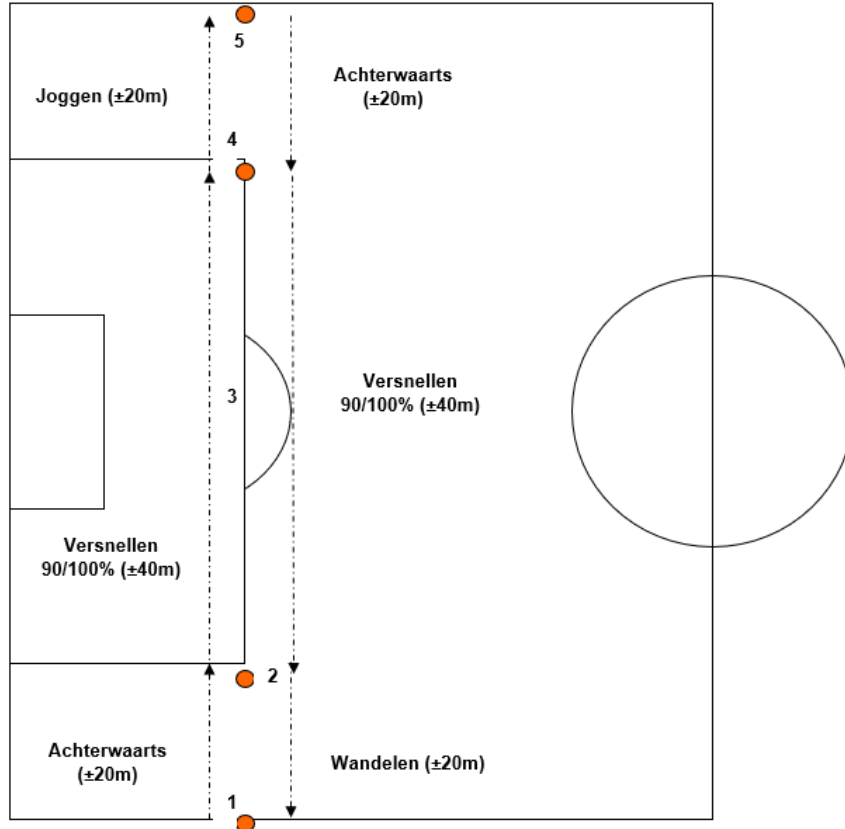 5
Joggen (±20m)
Achterwaarts
(±20m)
4
3
Versnellen
90/100% (±40m)
Versnellen
90/100% (±40m)
2
Achterwaarts
(±20m)
Wandelen (±20m)
1